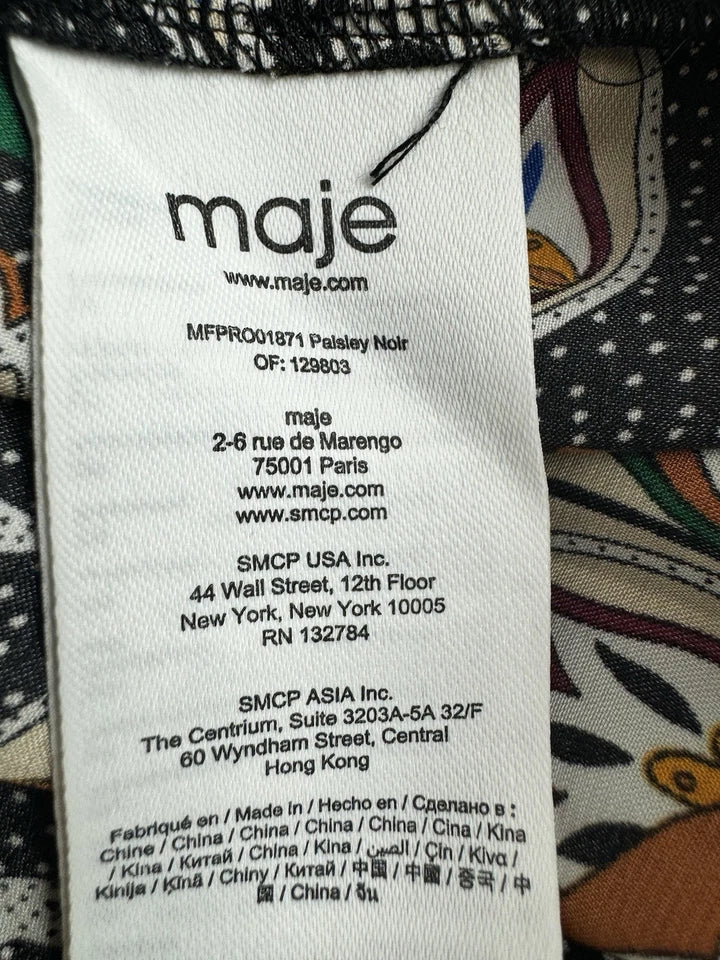 maje
www.maje.com
MFPRO01871 Paisley Noir
OF: 129803
maje
2-6 rue de Marengo
75001 Paris
www.maje.com
www.smcp.com
SMCP USA Inc.
44 Wall Street, 12th Floor
New York, New York 10005
RN 132784
SMCP ASIA Inc.
The Centrium, Suite 3203A-5A 32/F
60 Wyndham Street, Central
Hong Kong
Fabriqué en / Made in / Hecho en / Сделано в :
Chine / China / China / China / China / Cina / Kina
/ Kina / Китай / China / Kina / الصين / Çin / Κίνα /
Kinija / Ķīnā / Chiny / Китай / 中国 / 中國 / 중국 / 中
国 / China / จีน